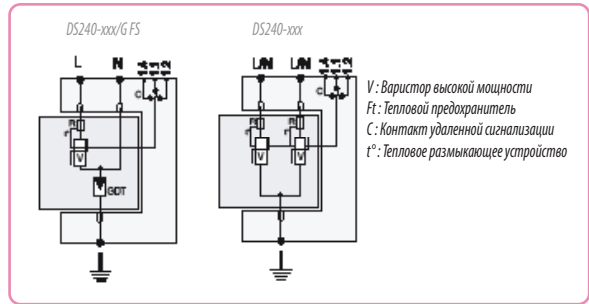 DS240-xxx/G FS
DS240-xxx
L N
L/N L/N
C
C
Ft
Ft
Ft
t°
t°
V
V
V
GDT
V : Варистор высокой мощности
Ft : Тепловой предохранитель
C : Контакт удаленной сигнализации
t° : Тепловое размыкающее устройство